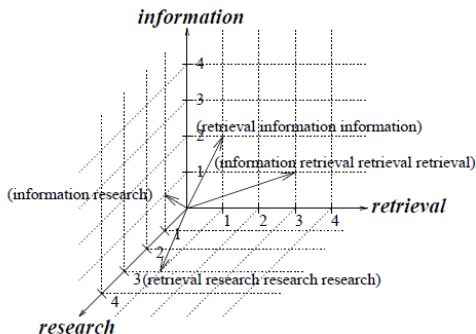 information
4
3
2
(retrieval information information)
1
(information retrieval retrieval retrieval)
(information research)
retrieval
1 2 3 4
1
2
3
(retrieval research research research)
4
research